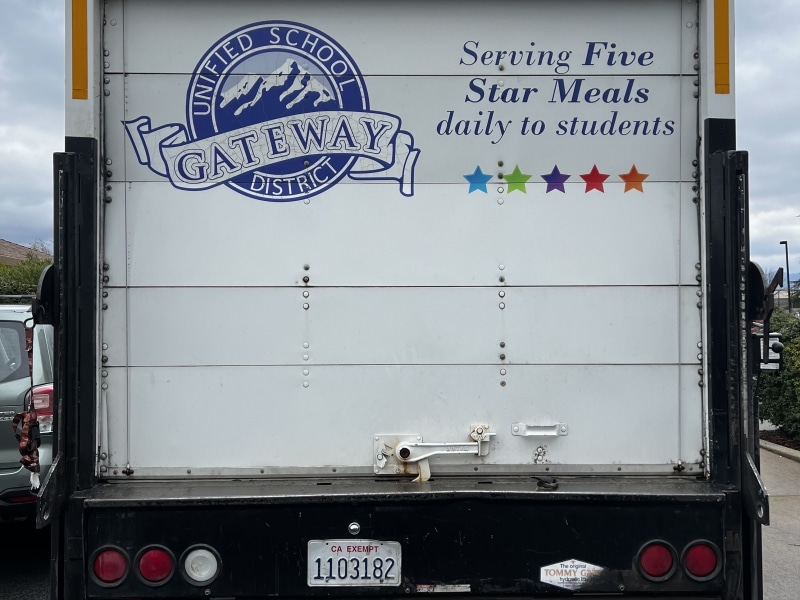 UNIFIED SCHOOL
GATEWAY
DISTRICT
Serving Five
Star Meals
daily to students
CA EXEMPT
1103182
The original
TOMMY